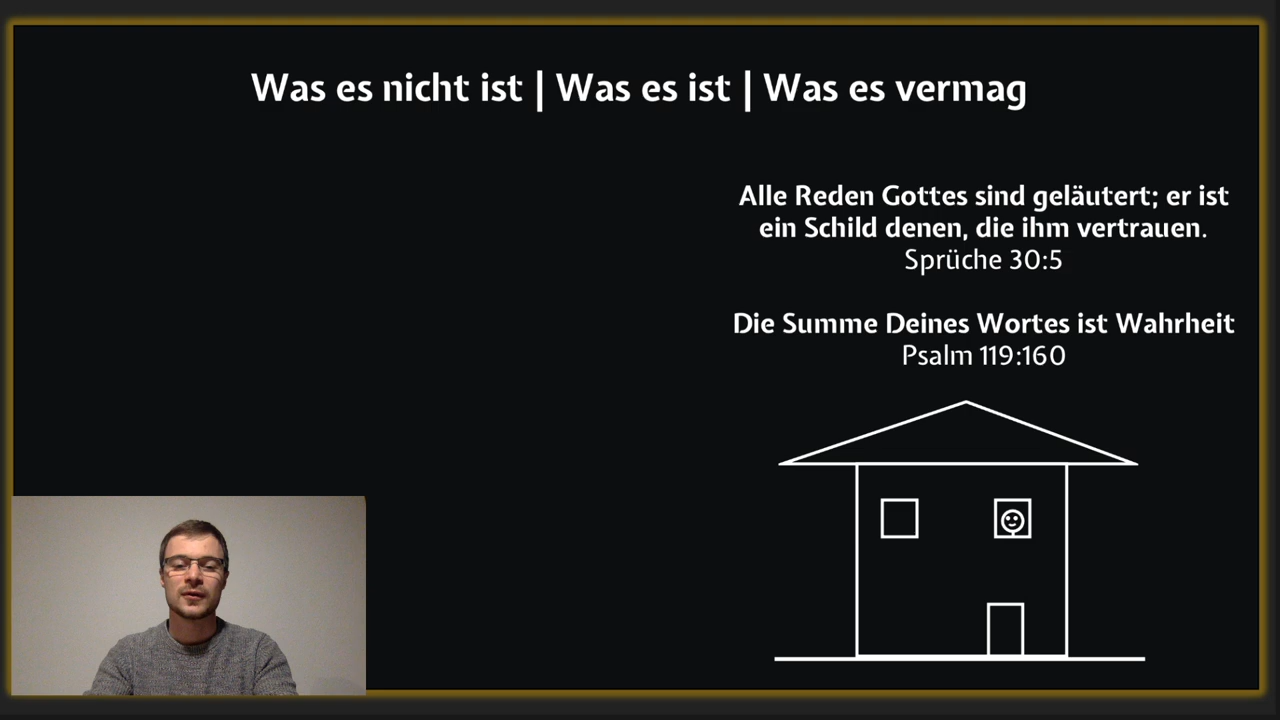 Was es nicht ist | Was es ist | Was es vermag
Alle Reden Gottes sind geläutert; er ist
ein Schild denen, die ihm vertrauen.
Sprüche 30:5
Die Summe Deines Wortes ist Wahrheit
Psalm 119:160